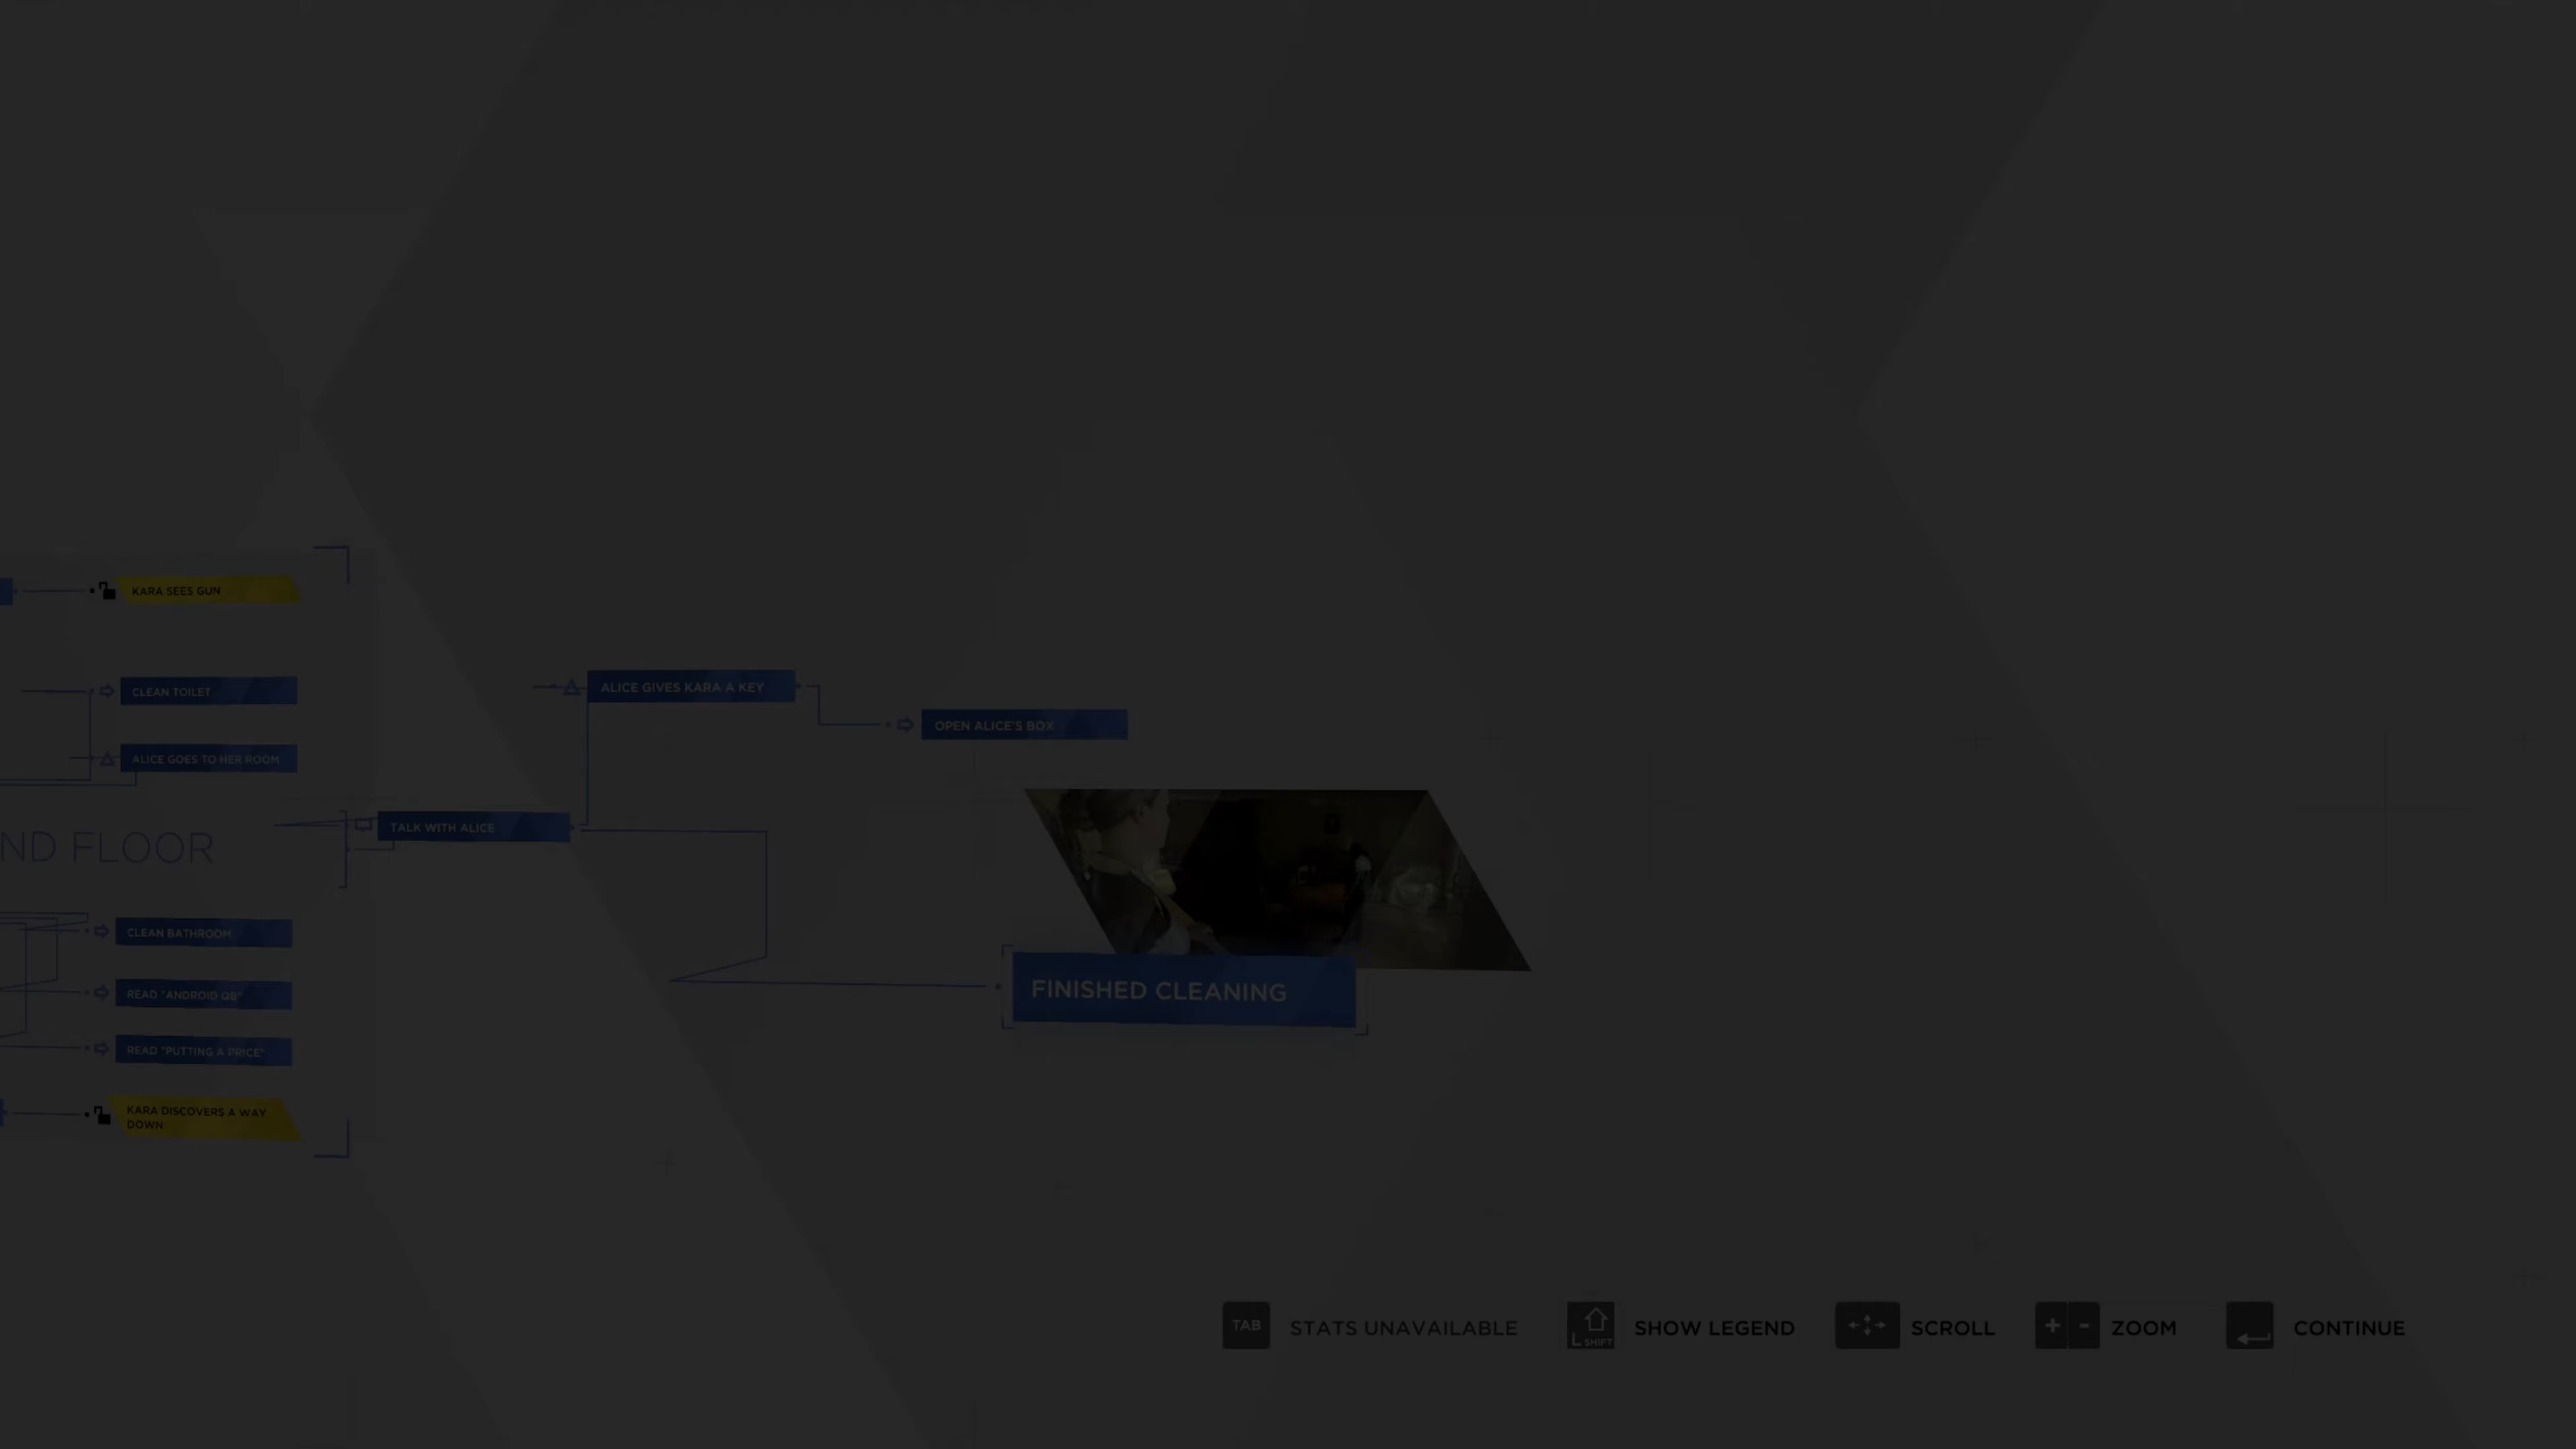 KARA SEES GUN
CLEAN TOILET
ALICE GOES TO HER ROOM
ND FLOOR
CLEAN BATHROOM
READ "ANDROID QB"
READ "PUTTING A PRICE"
KARA DISCOVERS A WAY
DOWN
TALK WITH ALICE
ALICE GIVES KARA A KEY
OPEN ALICE'S BOX
FINISHED CLEANING
TAB STATS UNAVAILABLE
L SHIFT SHOW LEGEND
SCROLL
+ - ZOOM
CONTINUE